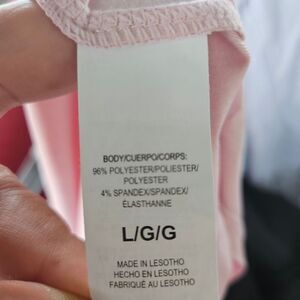 BODY/CUERPO/CORPS:
96% POLYESTER/POLIESTER/
POLYESTER
4% SPANDEX/SPANDEX/
ÉLASTHANNE
L/G/G
MADE IN LESOTHO
HECHO EN LESOTHO
FABRIQUÉ AU LESOTHO